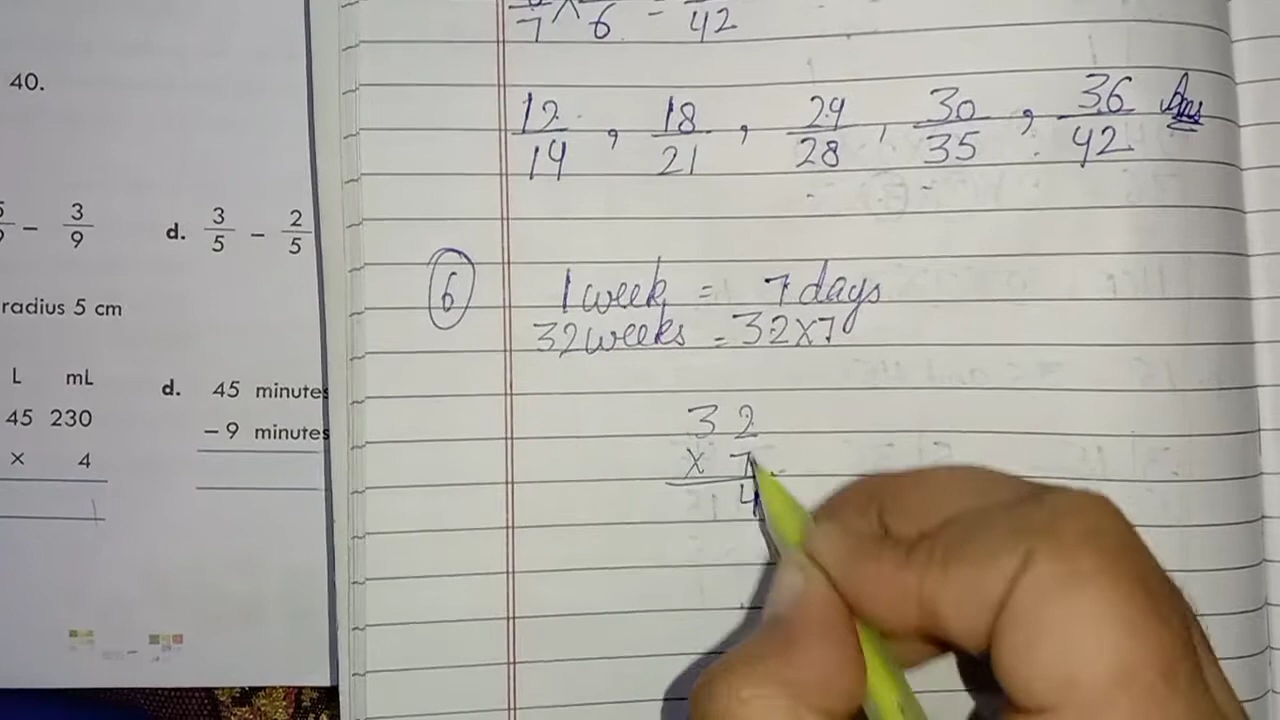 40.
— 3/9
d. 3/5 – 2/5
radius 5 cm
L mL
45 230
× 4
d. 45 minutes
– 9 minutes
7 × 6 = 42
12/14 , 18/21 , 24/28 , 30/35 , 36/42 Ans
6 1 week = 7 days
32 weeks = 32×7
32
× 7
4